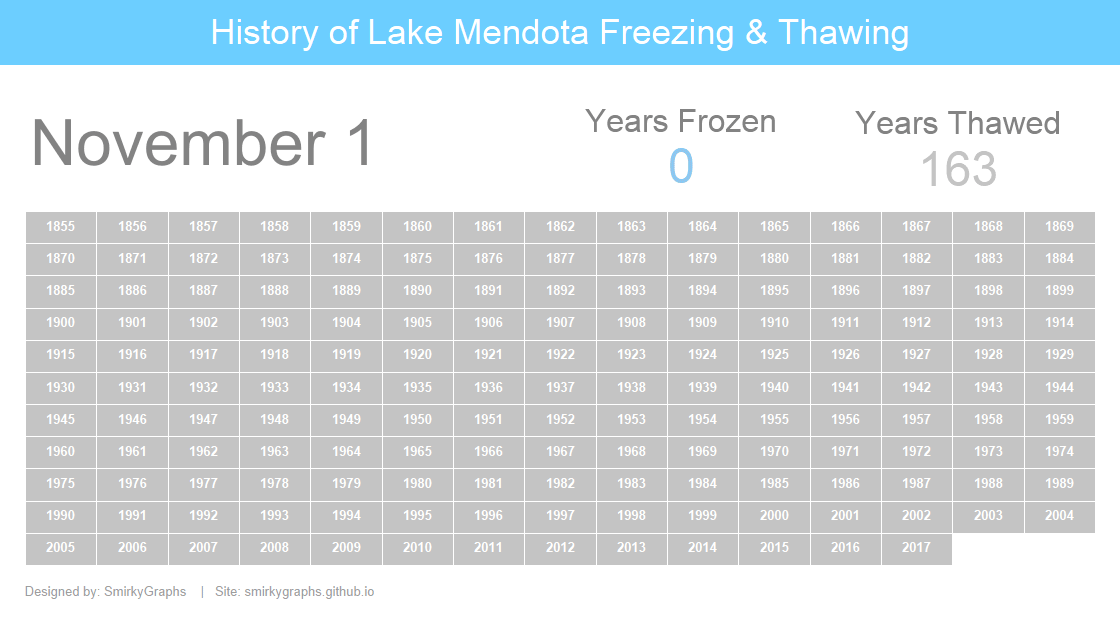 History of Lake Mendota Freezing & Thawing
November 1
Years Frozen
0
Years Thawed
163
1855 1856 1857 1858 1859 1860 1861 1862 1863 1864 1865 1866 1867 1868 1869
1870 1871 1872 1873 1874 1875 1876 1877 1878 1879 1880 1881 1882 1883 1884
1885 1886 1887 1888 1889 1890 1891 1892 1893 1894 1895 1896 1897 1898 1899
1900 1901 1902 1903 1904 1905 1906 1907 1908 1909 1910 1911 1912 1913 1914
1915 1916 1917 1918 1919 1920 1921 1922 1923 1924 1925 1926 1927 1928 1929
1930 1931 1932 1933 1934 1935 1936 1937 1938 1939 1940 1941 1942 1943 1944
1945 1946 1947 1948 1949 1950 1951 1952 1953 1954 1955 1956 1957 1958 1959
1960 1961 1962 1963 1964 1965 1966 1967 1968 1969 1970 1971 1972 1973 1974
1975 1976 1977 1978 1979 1980 1981 1982 1983 1984 1985 1986 1987 1988 1989
1990 1991 1992 1993 1994 1995 1996 1997 1998 1999 2000 2001 2002 2003 2004
2005 2006 2007 2008 2009 2010 2011 2012 2013 2014 2015 2016 2017
Designed by: SmirkyGraphs | Site: smirkygraphs.github.io